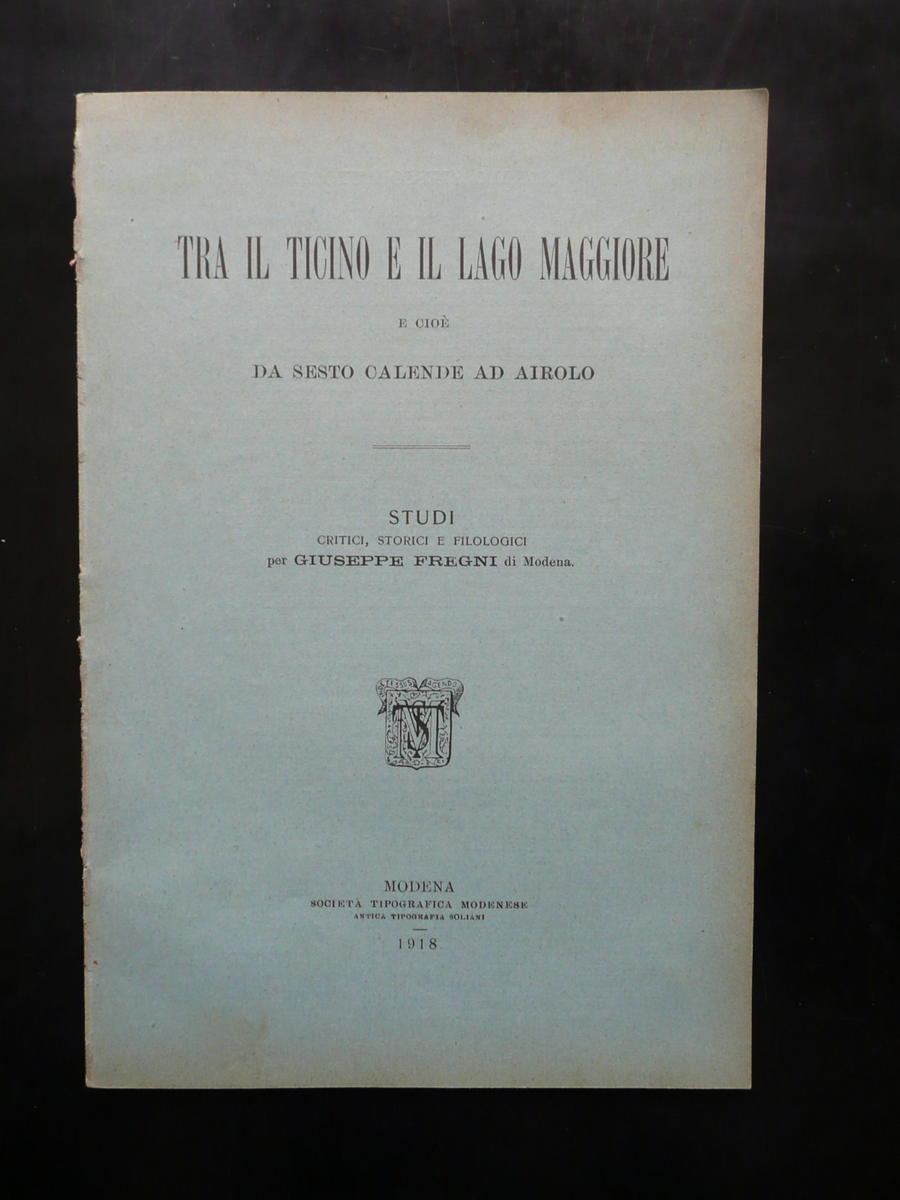 TRA IL TICINO E IL LAGO MAGGIORE
E CIOÈ
DA SESTO CALENDE AD AIROLO
STUDI
CRITICI, STORICI E FILOLOGICI
per GIUSEPPE FREGNI di Modena.
AGENDO
MODENA
SOCIETÀ TIPOGRAFICA MODENESE
ANTICA TIPOGRAFIA SOLIANI
1918